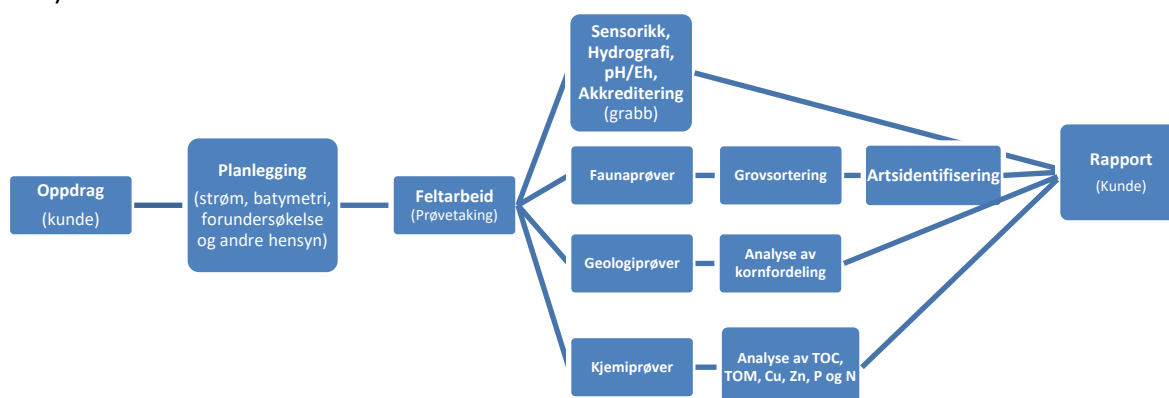 Oppdrag
(kunde)
Planlegging
(strøm, batymetri,
forundersøkelse
og andre hensyn)
Feltarbeid
(Prøvetaking)
Sensorikk,
Hydrografi,
pH/Eh,
Akkreditering
(grabb)
Faunaprøver
Grovsortering
Artsidentifisering
Geologiprøver
Analyse av
kornfordeling
Kjemiprøver
Analyse av TOC,
TOM, Cu, Zn, P og N
Rapport
(Kunde)